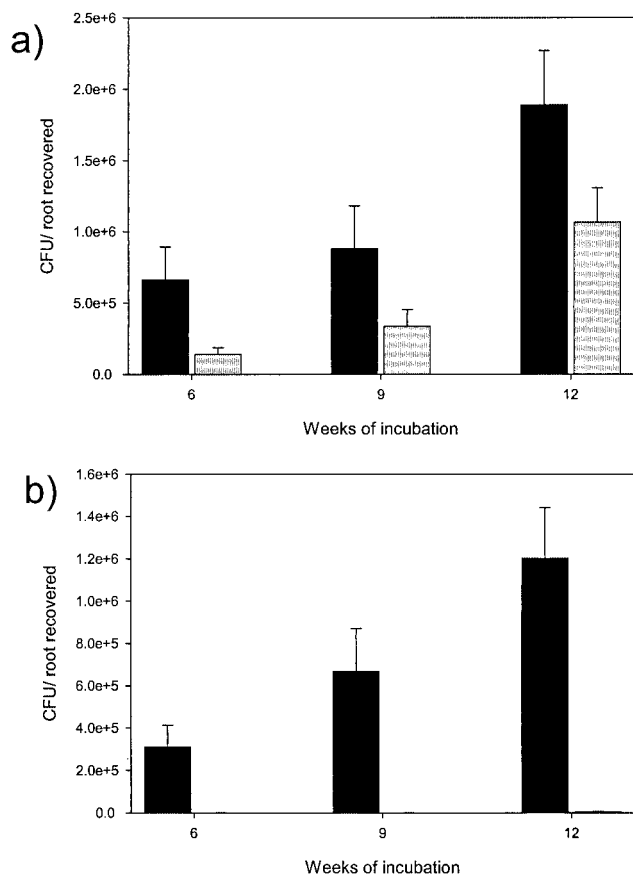 a)
CFU/ root recovered
2.5e+6
2.0e+6
1.5e+6
1.0e+6
5.0e+5
0.0
6
9
12
Weeks of incubation
b)
CFU/ root recovered
1.6e+6
1.4e+6
1.2e+6
1.0e+6
8.0e+5
6.0e+5
4.0e+5
2.0e+5
0.0
6
9
12
Weeks of incubation